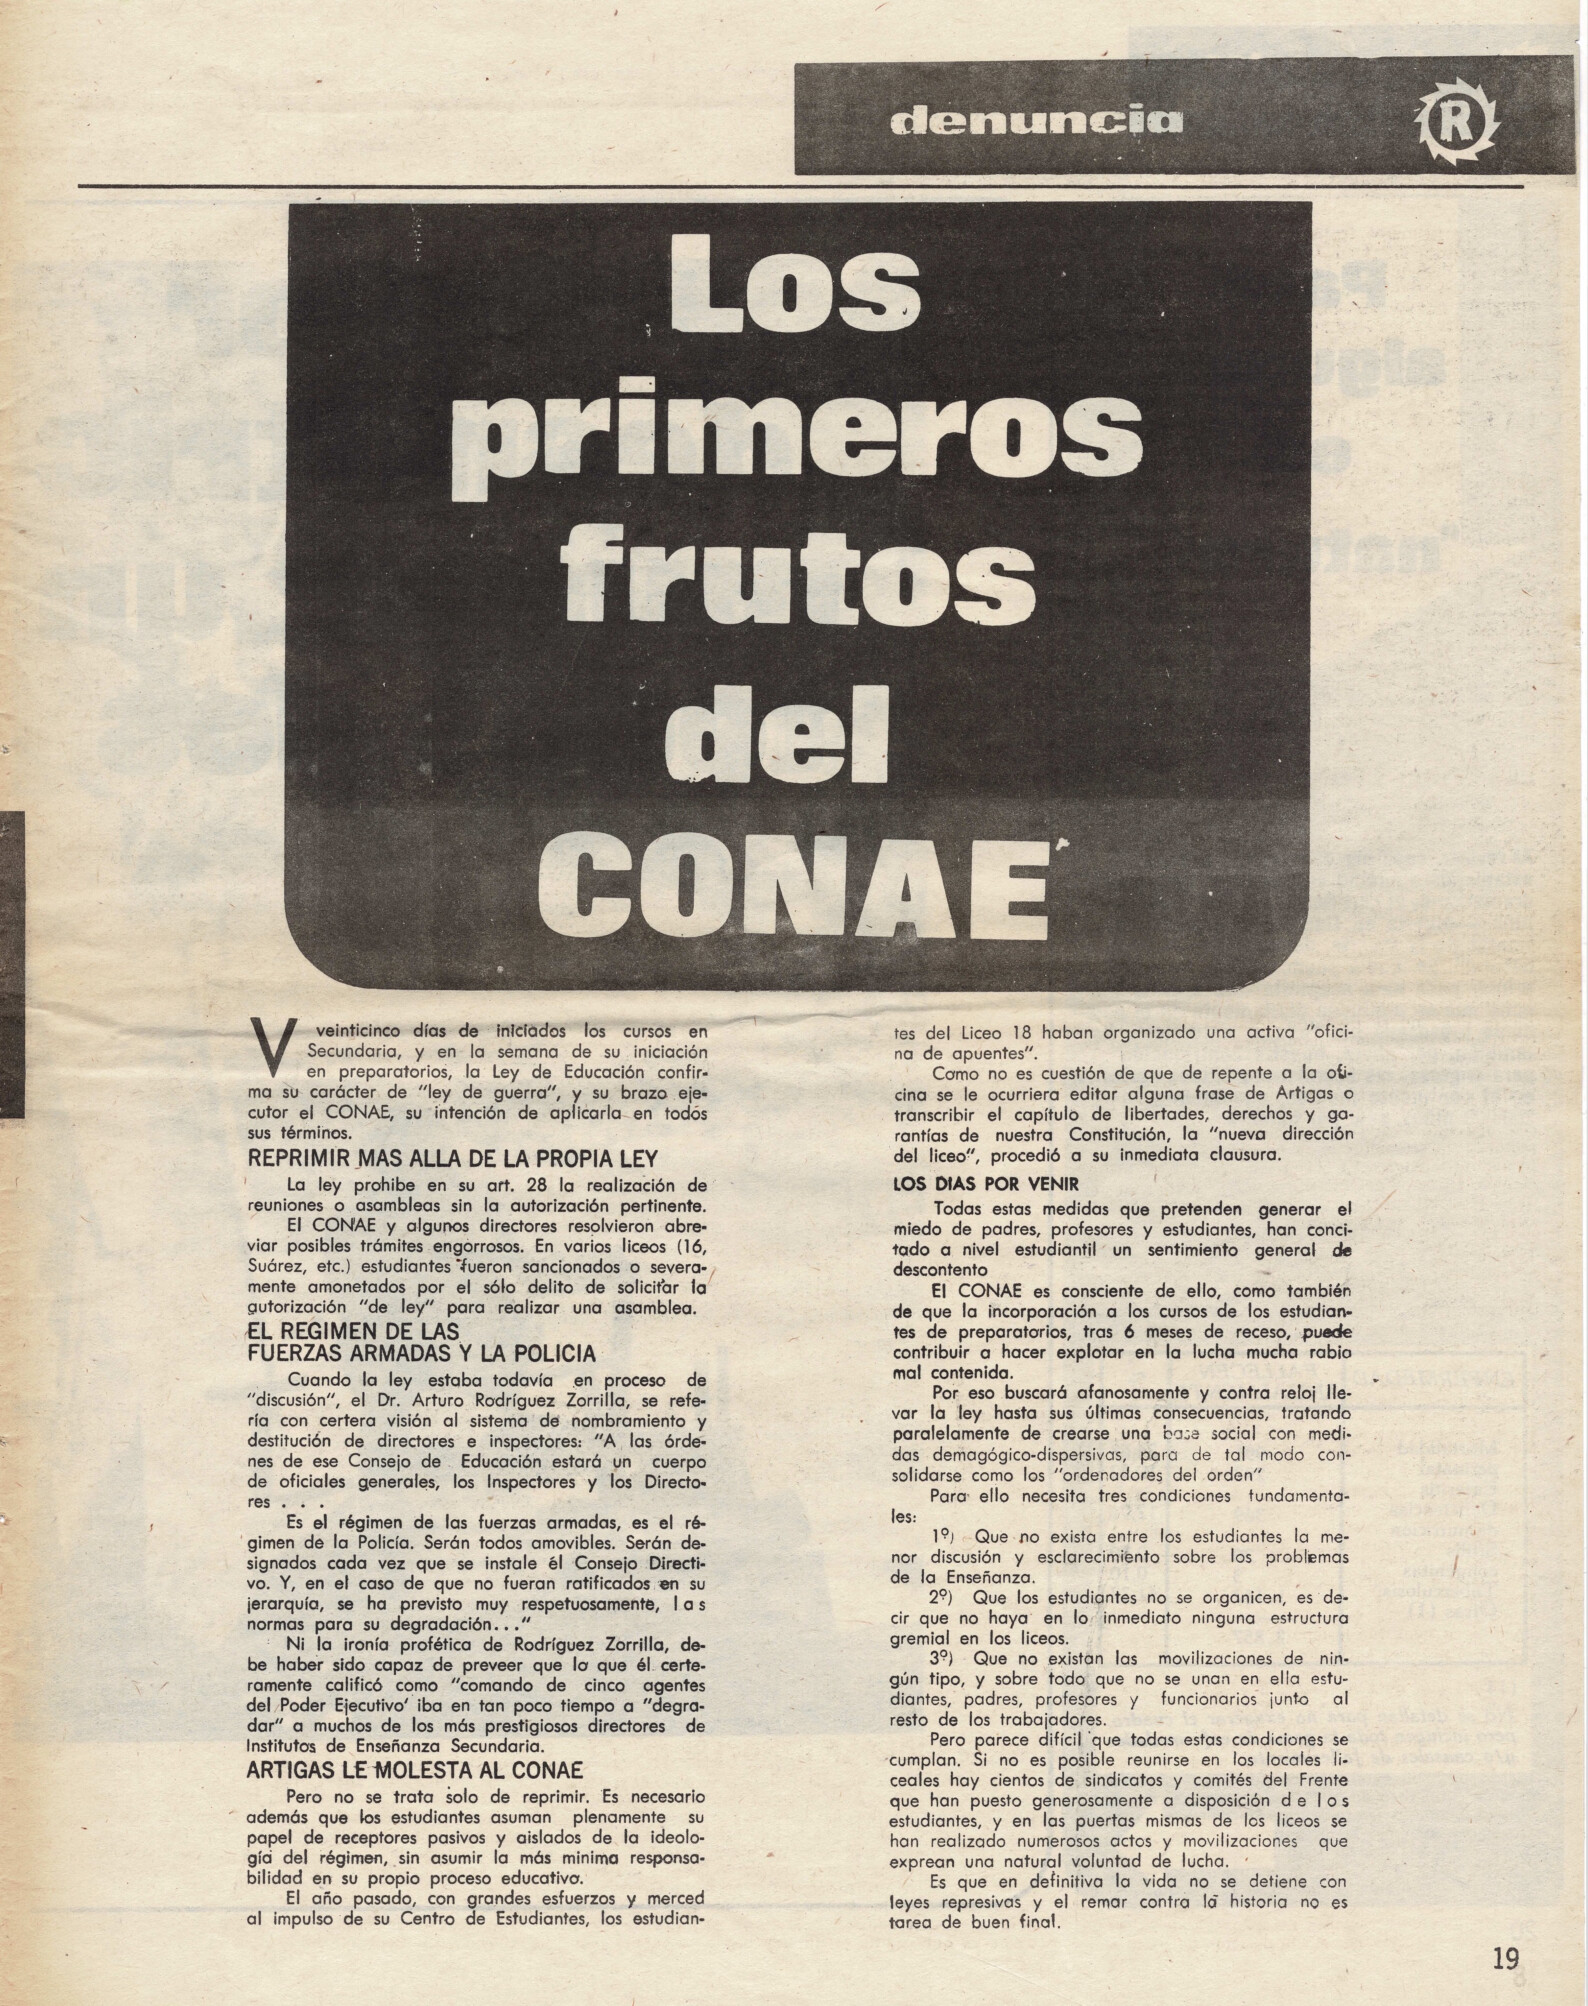 denuncia
R
Los
primeros
frutos
del
CONAE
V veinticinco días de iniciados los cursos en
Secundaria, y en la semana de su iniciación
en preparatorios, la Ley de Educación confir-
ma su carácter de "ley de guerra", y su brazo eje-
cutor el CONAE, su intención de aplicarla en todos
sus términos.
REPRIMIR MAS ALLA DE LA PROPIA LEY
La ley prohibe en su art. 28 la realización de
reuniones o asambleas sin la autorización pertinente.
El CONAE y algunos directores resolvieron abre-
viar posibles trámites engorrosos. En varios liceos (16,
Suárez, etc.) estudiantes fueron sancionados o severa-
mente amonetados por el sólo delito de solicitar la
autorización "de ley" para realizar una asamblea.
EL REGIMEN DE LAS
FUERZAS ARMADAS Y LA POLICIA
Cuando la ley estaba todavía en proceso de
"discusión", el Dr. Arturo Rodríguez Zorrilla, se refe-
ría con certera visión al sistema de nombramiento y
destitución de directores e inspectores: "A las órde-
nes de ese Consejo de Educación estará un cuerpo
de oficiales generales, los Inspectores y los Directo-
res . . .
Es el régimen de las fuerzas armadas, es el ré-
gimen de la Policía. Serán todos amovibles. Serán de-
signados cada vez que se instale él Consejo Directi-
vo. Y, en el caso de que no fueran ratificados en su
jerarquía, se ha previsto muy respetuosamente, las
normas para su degradación..."
Ni la ironía profética de Rodríguez Zorrilla, de-
be haber sido capaz de preveer que lo que él certe-
ramente calificó como "comando de cinco agentes
del Poder Ejecutivo' iba en tan poco tiempo a "degra-
dar" a muchos de los más prestigiosos directores de
Institutos de Enseñanza Secundaria.
ARTIGAS LE MOLESTA AL CONAE
Pero no se trata solo de reprimir. Es necesario
además que los estudiantes asuman plenamente su
papel de receptores pasivos y aislados de la ideolo-
gía del régimen, sin asumir la más minima responsa-
bilidad en su propio proceso educativo.
El año pasado, con grandes esfuerzos y merced
al impulso de su Centro de Estudiantes, los estudian-
tes del Liceo 18 haban organizado una activa "ofici-
na de apuentes".
Como no es cuestión de que de repente a la ofi-
cina se le ocurriera editar alguna frase de Artigas o
transcribir el capítulo de libertades, derechos y ga-
rantías de nuestra Constitución, la "nueva dirección
del liceo", procedió a su inmediata clausura.
LOS DIAS POR VENIR
Todas estas medidas que pretenden generar el
miedo de padres, profesores y estudiantes, han conci-
tado a nivel estudiantil un sentimiento general de
descontento
El CONAE es consciente de ello, como también
de que la incorporación a los cursos de los estudian-
tes de preparatorios, tras 6 meses de receso, puede
contribuir a hacer explotar en la lucha mucha rabia
mal contenida.
Por eso buscará afanosamente y contra reloj lle-
var la ley hasta sus últimas consecuencias, tratando
paralelamente de crearse una base social con medi-
das demagógico-dispersivas, para de tal modo con-
solidarse como los "ordenadores del orden"
Para ello necesita tres condiciones tundamenta-
les:
1º) Que no exista entre los estudiantes la me-
nor discusión y esclarecimiento sobre los problemas
de la Enseñanza.
2º) Que los estudiantes no se organicen, es de-
cir que no haya en lo inmediato ninguna estructura
gremial en los liceos.
3º) Que no existan las movilizaciones de nin-
gún tipo, y sobre todo que no se unan en ella estu-
diantes, padres, profesores y funcionarios junto al
resto de los trabajadores.
Pero parece difícil que todas estas condiciones se
cumplan. Si no es posible reunirse en los locales li-
ceales hay cientos de sindicatos y comités del Frente
que han puesto generosamente a disposición de los
estudiantes, y en las puertas mismas de los liceos se
han realizado numerosos actos y movilizaciones que
exprean una natural voluntad de lucha.
Es que en definitiva la vida no se detiene con
leyes represivas y el remar contra la historia no es
tarea de buen final.
19